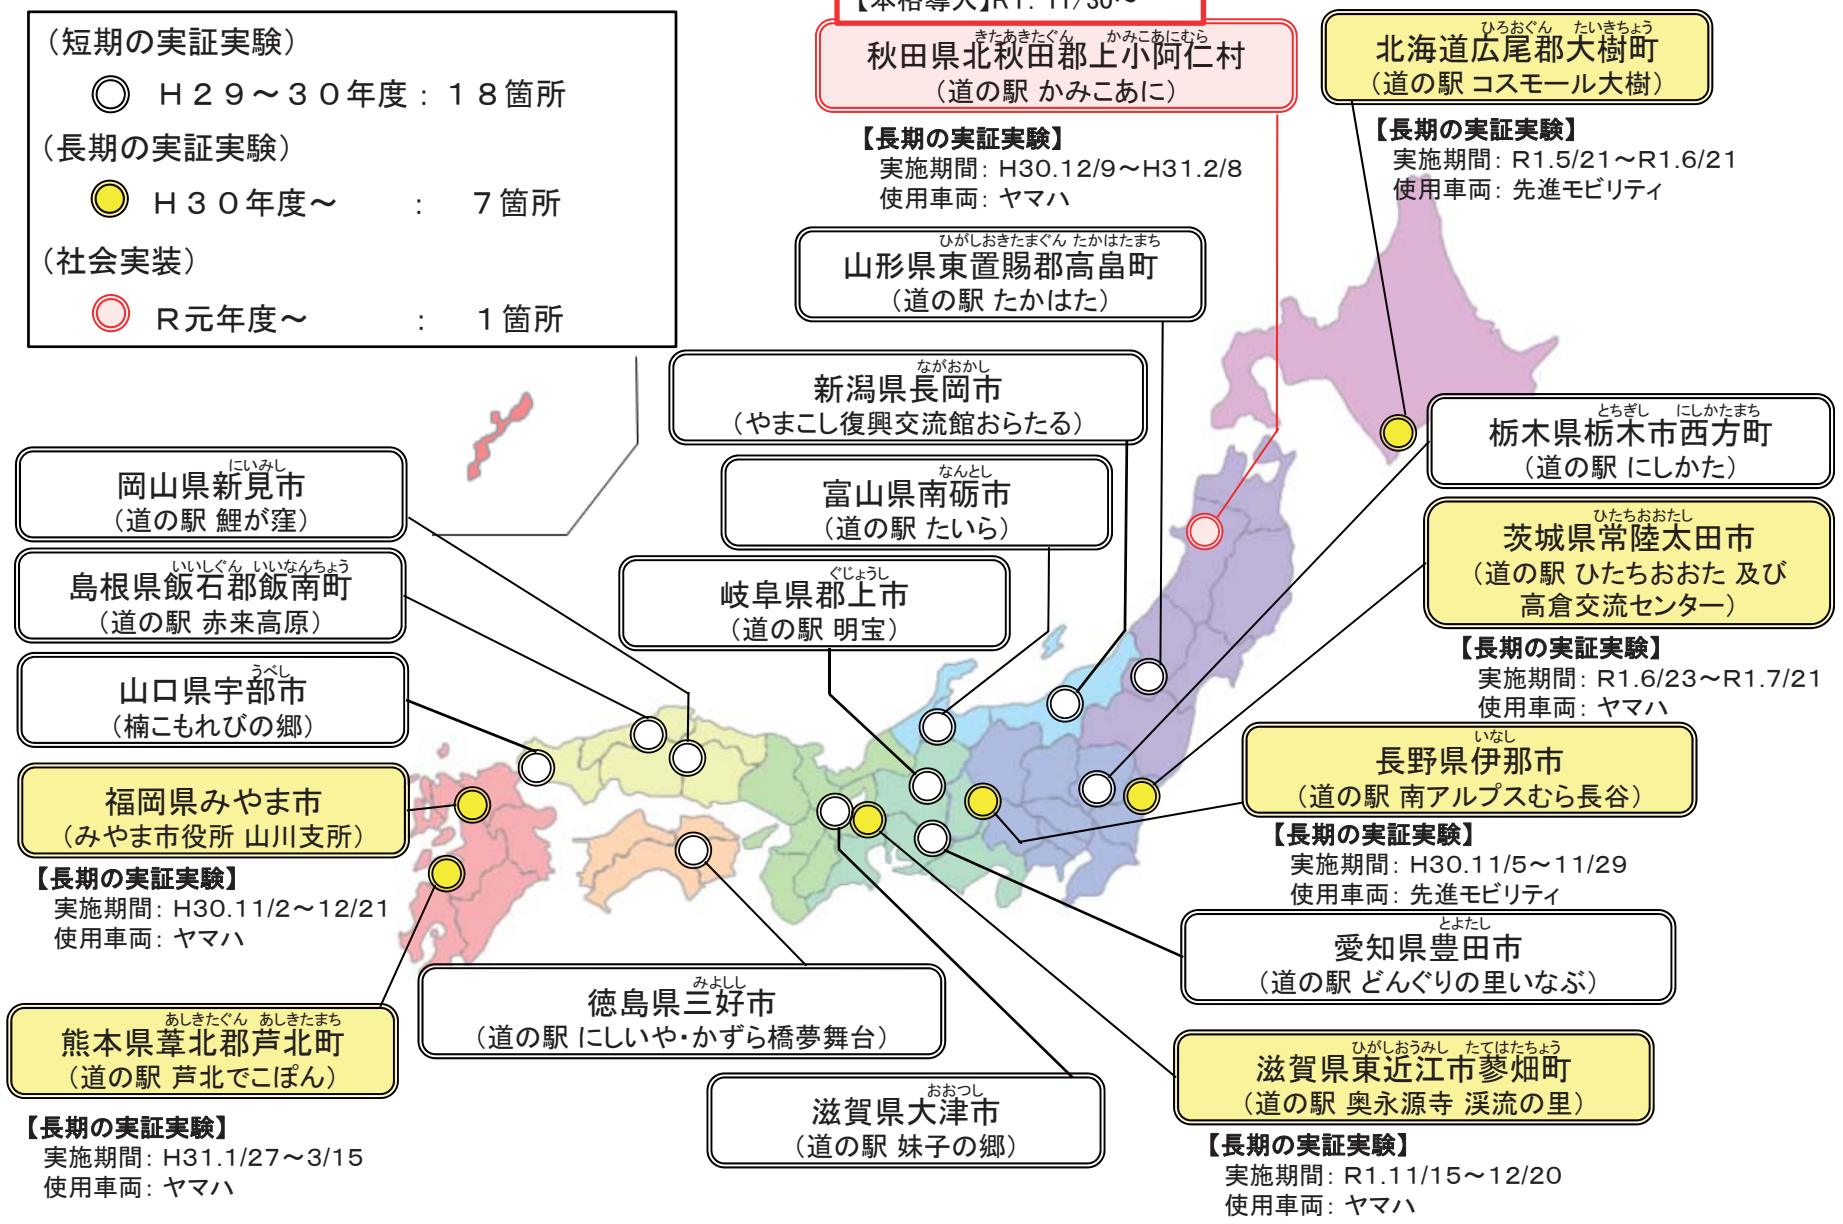 （短期の実証実験）
Ｈ２９～３０年度：１８箇所
（長期の実証実験）
Ｈ３０年度～ ： ７箇所
（社会実装）
Ｒ元年度～ ： １箇所
【本格導入】R1. 11/30～
きたあきたぐん かみこあにむら
秋田県北秋田郡上小阿仁村
（道の駅 かみこあに）
【長期の実証実験】
実施期間：H30.12/9～H31.2/8
使用車両：ヤマハ
ひろおぐん たいきちょう
北海道広尾郡大樹町
（道の駅 コスモール大樹）
【長期の実証実験】
実施期間：R1.5/21～R1.6/21
使用車両：先進モビリティ
ひがしおきたまぐん たかはたまち
山形県東置賜郡高畠町
（道の駅 たかはた）
ながおかし
新潟県長岡市
（やまこし復興交流館おらたる）
なんとし
富山県南砺市
（道の駅 たいら）
ぐじょうし
岐阜県郡上市
（道の駅 明宝）
とちぎし にしかたまち
栃木県栃木市西方町
（道の駅 にしかた）
ひたちおおたし
茨城県常陸太田市
（道の駅 ひたちおおた 及び
高倉交流センター）
【長期の実証実験】
実施期間：R1.6/23～R1.7/21
使用車両：ヤマハ
にいみし
岡山県新見市
（道の駅 鯉が窪）
いいしぐん いいなんちょう
島根県飯石郡飯南町
（道の駅 赤来高原）
うべし
山口県宇部市
（楠こもれびの郷）
福岡県みやま市
（みやま市役所 山川支所）
【長期の実証実験】
実施期間：H30.11/2～12/21
使用車両：ヤマハ
いなし
長野県伊那市
（道の駅 南アルプスむら長谷）
【長期の実証実験】
実施期間：H30.11/5～11/29
使用車両：先進モビリティ
とよたし
愛知県豊田市
（道の駅 どんぐりの里いなぶ）
みよしし
徳島県三好市
（道の駅 にしいや・かずら橋夢舞台）
あしきたぐん あしきたまち
熊本県葦北郡芦北町
（道の駅 芦北でこぽん）
【長期の実証実験】
実施期間：H31.1/27～3/15
使用車両：ヤマハ
おおつし
滋賀県大津市
（道の駅 妹子の郷）
ひがしおうみし たてはたちょう
滋賀県東近江市蓼畑町
（道の駅 奥永源寺 渓流の里）
【長期の実証実験】
実施期間：R1.11/15～12/20
使用車両：ヤマハ